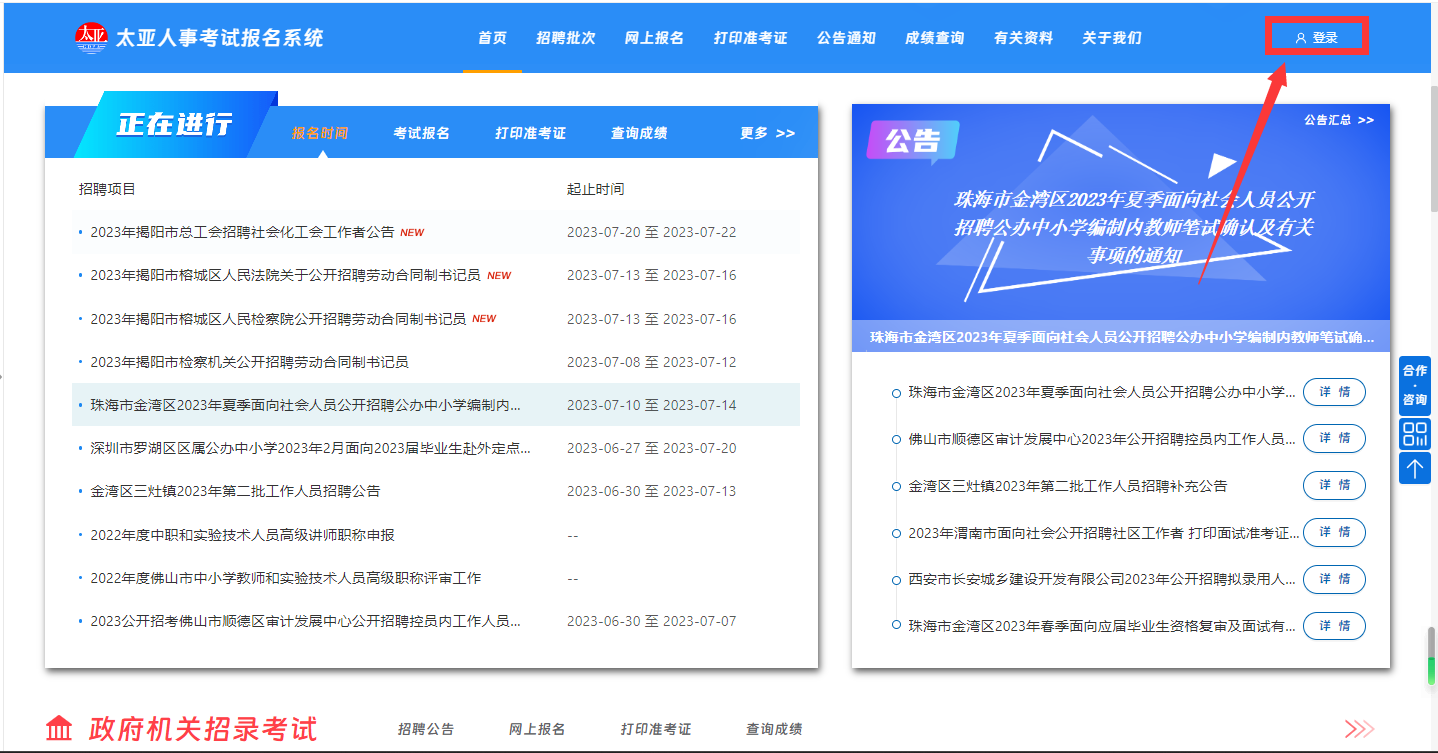 太亚 太亚人事考试报名系统
首页 招聘批次 网上报名 打印准考证 公告通知 成绩查询 有关资料 关于我们
登录
正在进行 报名时间 考试报名 打印准考证 查询成绩 更多 >>
招聘项目 起止时间
2023年揭阳市总工会招聘社会化工会工作者公告 NEW 2023-07-20 至 2023-07-22
2023年揭阳市榕城区人民法院关于公开招聘劳动合同制书记员 NEW 2023-07-13 至 2023-07-16
2023年揭阳市榕城区人民检察院公开招聘劳动合同制书记员 NEW 2023-07-13 至 2023-07-16
2023年揭阳市检察机关公开招聘劳动合同制书记员 2023-07-08 至 2023-07-12
珠海市金湾区2023年夏季面向社会人员公开招聘公办中小学编制内... 2023-07-10 至 2023-07-14
深圳市罗湖区区属公办中小学2023年2月面向2023届毕业生赴外定点... 2023-06-27 至 2023-07-20
金湾区三灶镇2023年第二批工作人员招聘公告 2023-06-30 至 2023-07-13
2022年度中职和实验技术人员高级讲师职称申报 --
2022年度佛山市中小学教师和实验技术人员高级职称评审工作 --
2023公开招考佛山市顺德区审计发展中心公开招聘控员内工作人员... 2023-06-30 至 2023-07-07
公告 公告汇总 >>
珠海市金湾区2023年夏季面向社会人员公开
招聘公办中小学编制内教师笔试确认及有关
事项的通知
珠海市金湾区2023年夏季面向社会人员公开招聘公办中小学编制内教师笔试确...
珠海市金湾区2023年夏季面向社会人员公开招聘公办中小学... 详 情
佛山市顺德区审计发展中心2023年公开招聘控员内工作人员... 详 情
金湾区三灶镇2023年第二批工作人员招聘补充公告 详 情
2023年渭南市面向社会公开招聘社区工作者 打印面试准考证... 详 情
西安市长安城乡建设开发有限公司2023年公开招聘拟录用人... 详 情
珠海市金湾区2023年春季面向应届毕业生资格复审及面试有... 详 情
合作
·
咨询
政府机关招录考试 招聘公告 网上报名 打印准考证 查询成绩